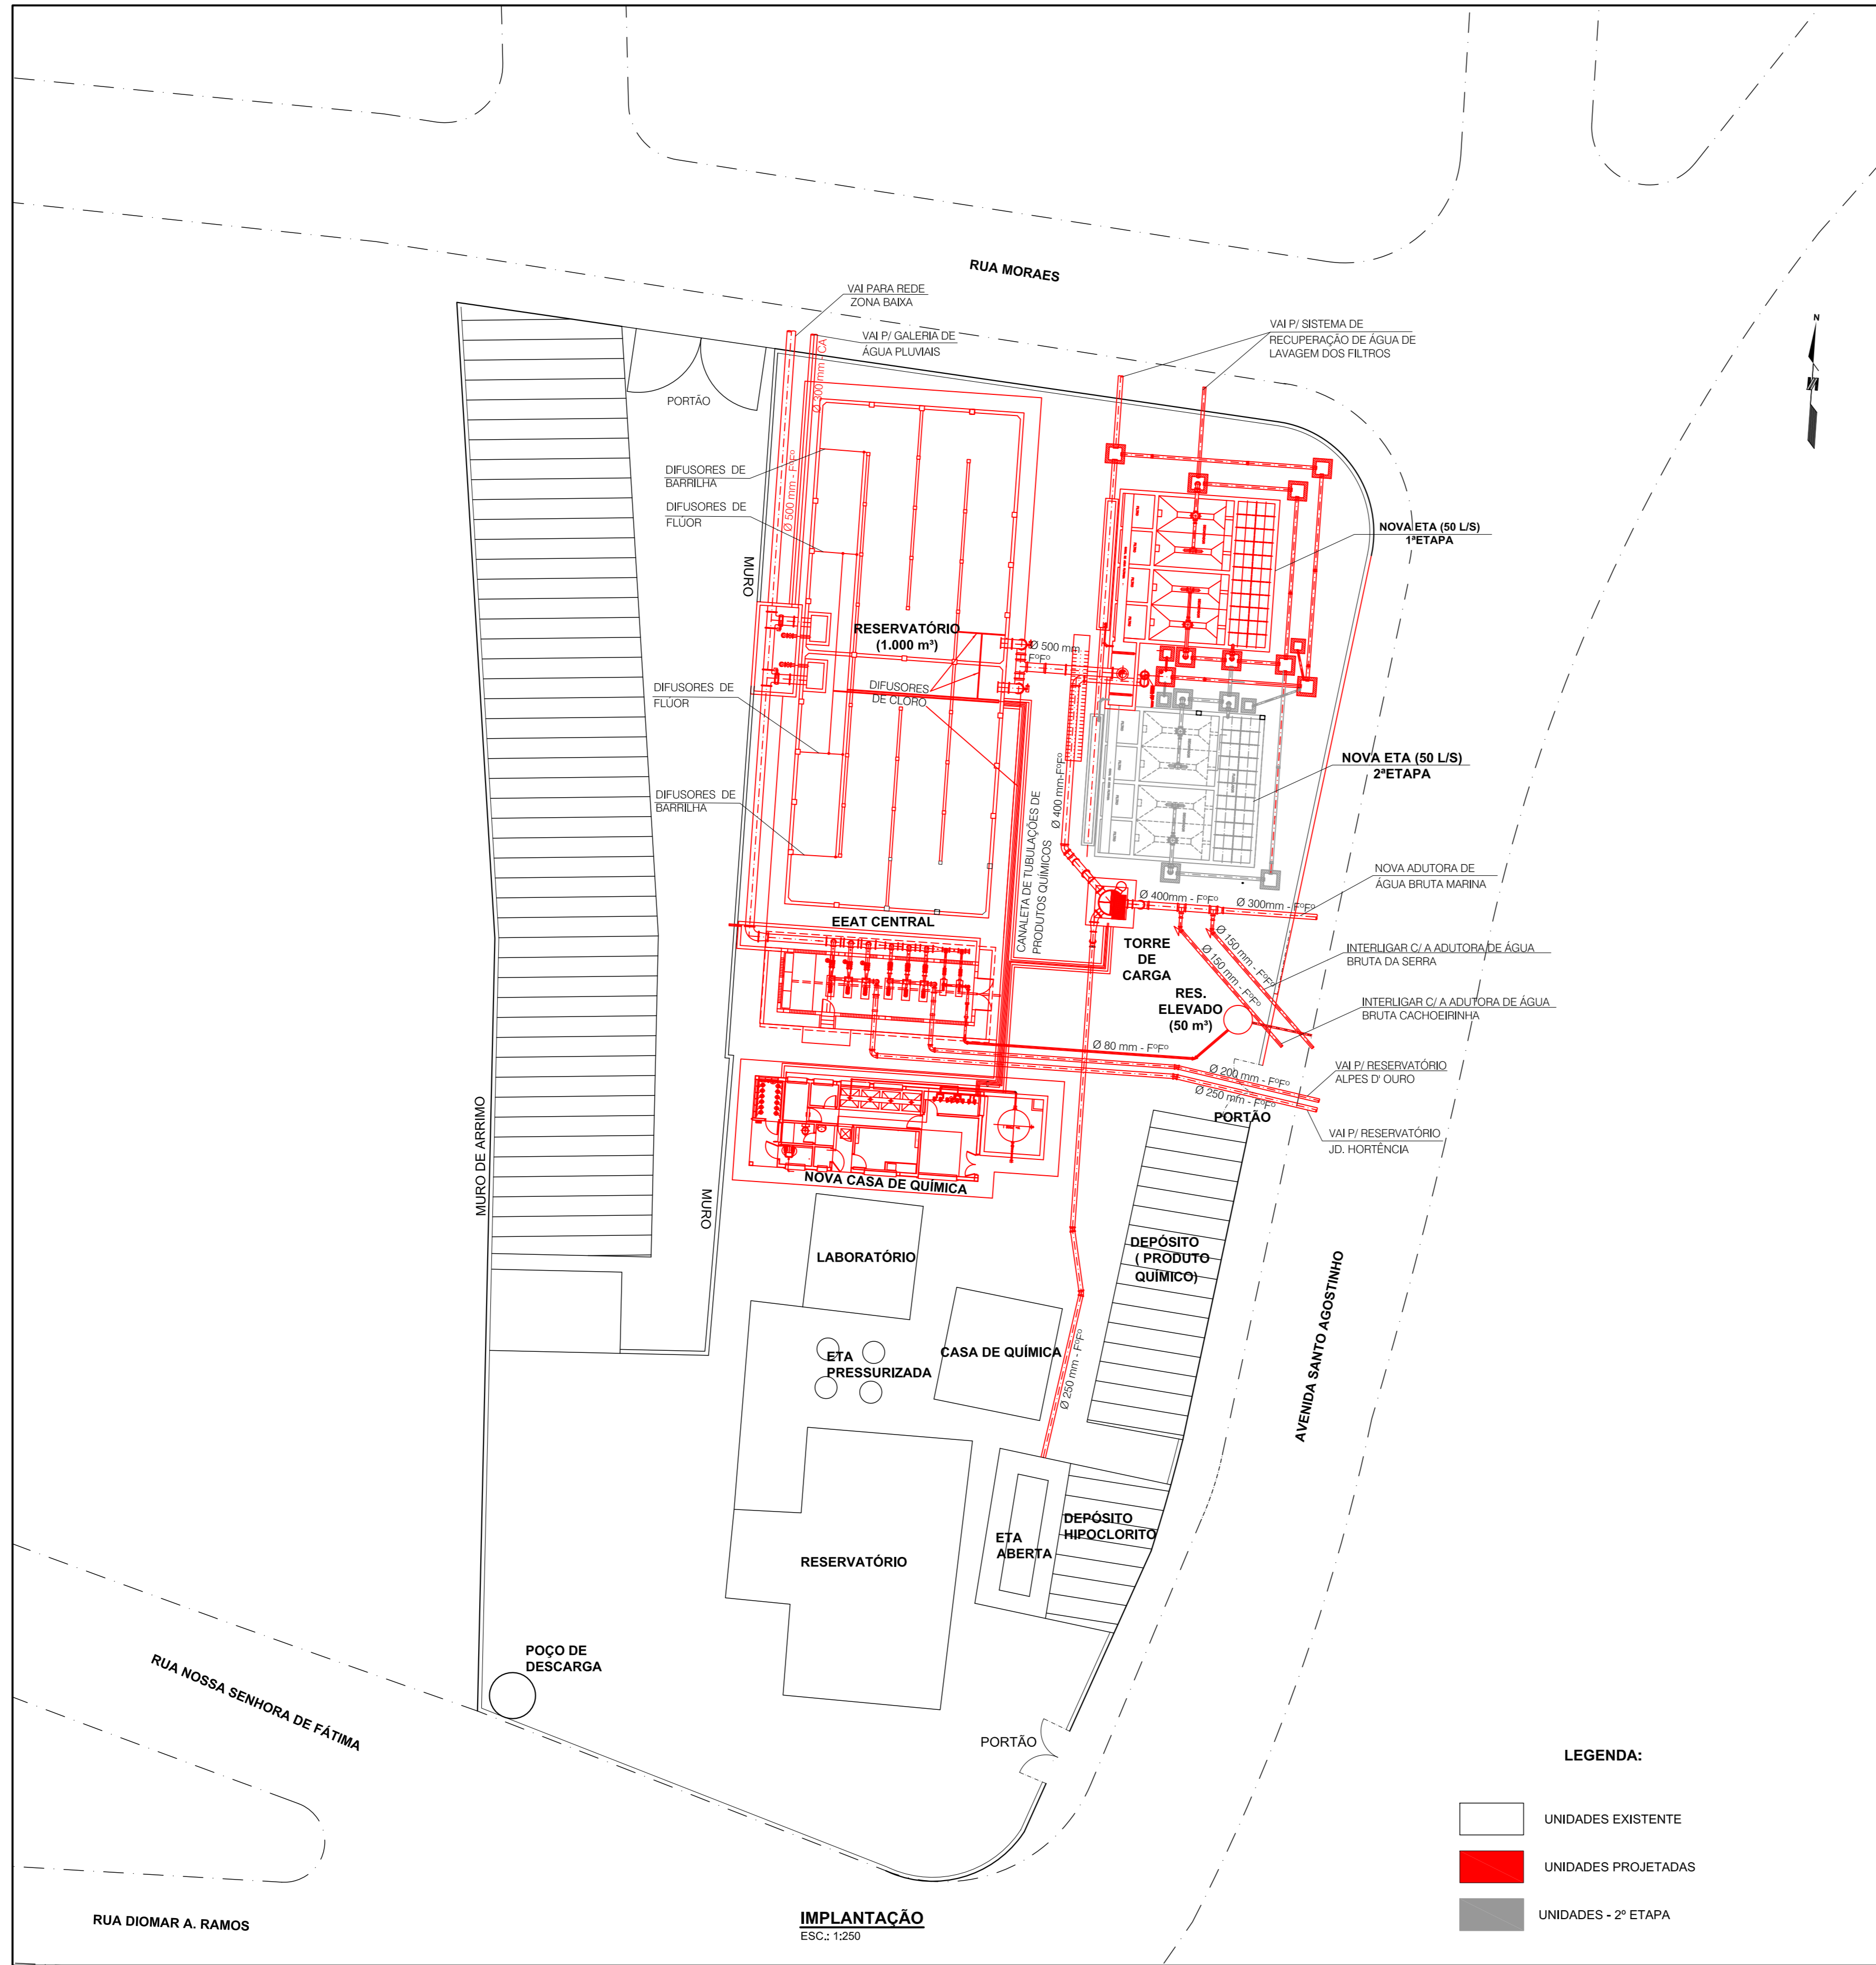 RUA MORAES
VAI PARA REDE
ZONA BAIXA
VAI P/ GALERIA DE
ÁGUA PLUVIAIS
VAI P/ SISTEMA DE
RECUPERAÇÃO DE ÁGUA DE
LAVAGEM DOS FILTROS
N
PORTÃO
Ø 300 mm - CA
Ø 500 mm - FºFº
DIFUSORES DE
BARRILHA
DIFUSORES DE
FLÚOR
MURO
NOVA ETA (50 L/S)
1ªETAPA
RESERVATÓRIO
(1.000 m³)
Ø 500 mm
FºFº
DIFUSORES
DE CLORO
DIFUSORES DE
FLÚOR
DIFUSORES DE
BARRILHA
NOVA ETA (50 L/S)
2ªETAPA
CANALETA DE TUBULAÇÕES DE
PRODUTOS QUÍMICOS
Ø 400 mm-FºFº
NOVA ADUTORA DE
ÁGUA BRUTA MARINA
Ø 400mm - FºFº
Ø 300mm - FºFº
EEAT CENTRAL
TORRE
DE
CARGA
Ø 150 mm - FºFº
Ø 150 mm - FºFº
INTERLIGAR C/ A ADUTORA DE ÁGUA
BRUTA DA SERRA
RES.
ELEVADO
(50 m³)
INTERLIGAR C/ A ADUTORA DE ÁGUA
BRUTA CACHOEIRINHA
Ø 80 mm - FºFº
Ø 200 mm - FºFº
Ø 250 mm - FºFº
VAI P/ RESERVATÓRIO
ALPES D' OURO
PORTÃO
VAI P/ RESERVATÓRIO
JD. HORTÊNCIA
MURO DE ARRIMO
MURO
NOVA CASA DE QUÍMICA
LABORATÓRIO
DEPÓSITO
( PRODUTO
QUÍMICO)
ETA
PRESSURIZADA
CASA DE QUÍMICA
Ø 250 mm - FºFº
AVENIDA SANTO AGOSTINHO
RESERVATÓRIO
ETA
ABERTA
DEPÓSITO
HIPOCLORITO
POÇO DE
DESCARGA
RUA NOSSA SENHORA DE FÁTIMA
PORTÃO
RUA DIOMAR A. RAMOS
IMPLANTAÇÃO
ESC.: 1:250
LEGENDA:
UNIDADES EXISTENTE
UNIDADES PROJETADAS
UNIDADES - 2º ETAPA